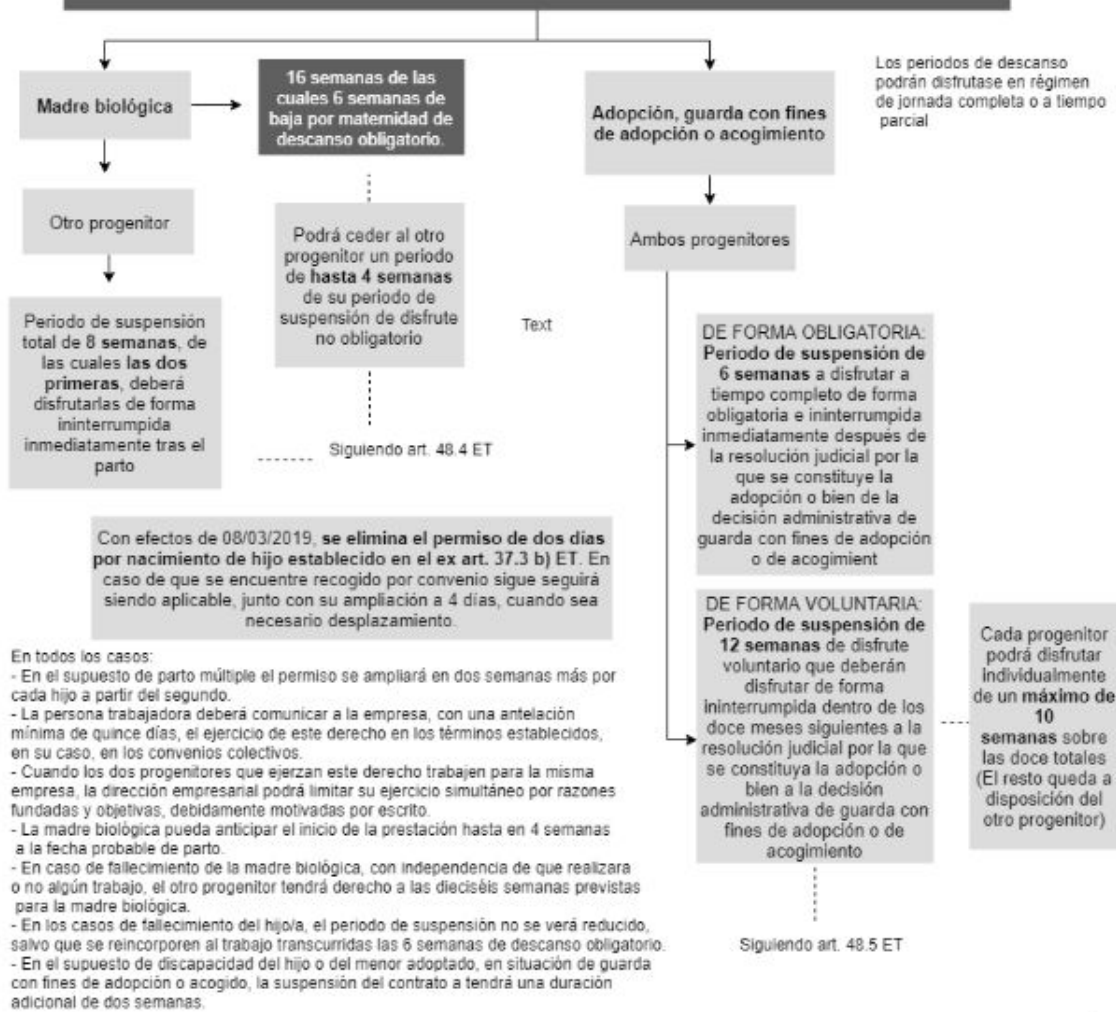 Madre biológica
16 semanas de las
cuales 6 semanas de
baja por maternidad de
descanso obligatorio.
Adopción, guarda con fines
de adopción o acogimiento
Los periodos de descanso
podrán disfrutase en régimen
de jornada completa o a tiempo
parcial
Otro progenitor
Podrá ceder al otro
progenitor un periodo
de hasta 4 semanas
de su periodo de
suspensión de disfrute
no obligatorio
Ambos progenitores
Periodo de suspensión
total de 8 semanas, de
las cuales las dos
primeras, deberá
disfrutarlas de forma
ininterrumpida
inmediatamente tras el
parto
Text
Siguiendo art. 48.4 ET
DE FORMA OBLIGATORIA:
Periodo de suspensión de
6 semanas a disfrutar a
tiempo completo de forma
obligatoria e ininterrumpida
inmediatamente después de
la resolución judicial por la
que se constituye la
adopción o bien de la
decisión administrativa de
guarda con fines de adopción
o de acogimient
Con efectos de 08/03/2019, se elimina el permiso de dos días
por nacimiento de hijo establecido en el ex art. 37.3 b) ET. En
caso de que se encuentre recogido por convenio sigue seguirá
siendo aplicable, junto con su ampliación a 4 días, cuando sea
necesario desplazamiento.
DE FORMA VOLUNTARIA:
Periodo de suspensión de
12 semanas de disfrute
voluntario que deberán
disfrutar de forma
ininterrumpida dentro de los
doce meses siguientes a la
resolución judicial por la que
se constituya la adopción o
bien a la decisión
administrativa de guarda con
fines de adopción o de
acogimiento
Cada progenitor
podrá disfrutar
individualmente
de un máximo de
10
semanas sobre
las doce totales
(El resto queda a
disposición del
otro progenitor)
Siguiendo art. 48.5 ET
En todos los casos:
- En el supuesto de parto múltiple el permiso se ampliará en dos semanas más por
cada hijo a partir del segundo.
- La persona trabajadora deberá comunicar a la empresa, con una antelación
mínima de quince días, el ejercicio de este derecho en los términos establecidos,
en su caso, en los convenios colectivos.
- Cuando los dos progenitores que ejerzan este derecho trabajen para la misma
empresa, la dirección empresarial podrá limitar su ejercicio simultáneo por razones
fundadas y objetivas, debidamente motivadas por escrito.
- La madre biológica pueda anticipar el inicio de la prestación hasta en 4 semanas
a la fecha probable de parto.
- En caso de fallecimiento de la madre biológica, con independencia de que realizara
o no algún trabajo, el otro progenitor tendrá derecho a las dieciséis semanas previstas
para la madre biológica.
- En los casos de fallecimiento del hijo/a, el periodo de suspensión no se verá reducido,
salvo que se reincorporen al trabajo transcurridas las 6 semanas de descanso obligatorio.
- En el supuesto de discapacidad del hijo o del menor adoptado, en situación de guarda
con fines de adopción o acogido, la suspensión del contrato a tendrá una duración
adicional de dos semanas.